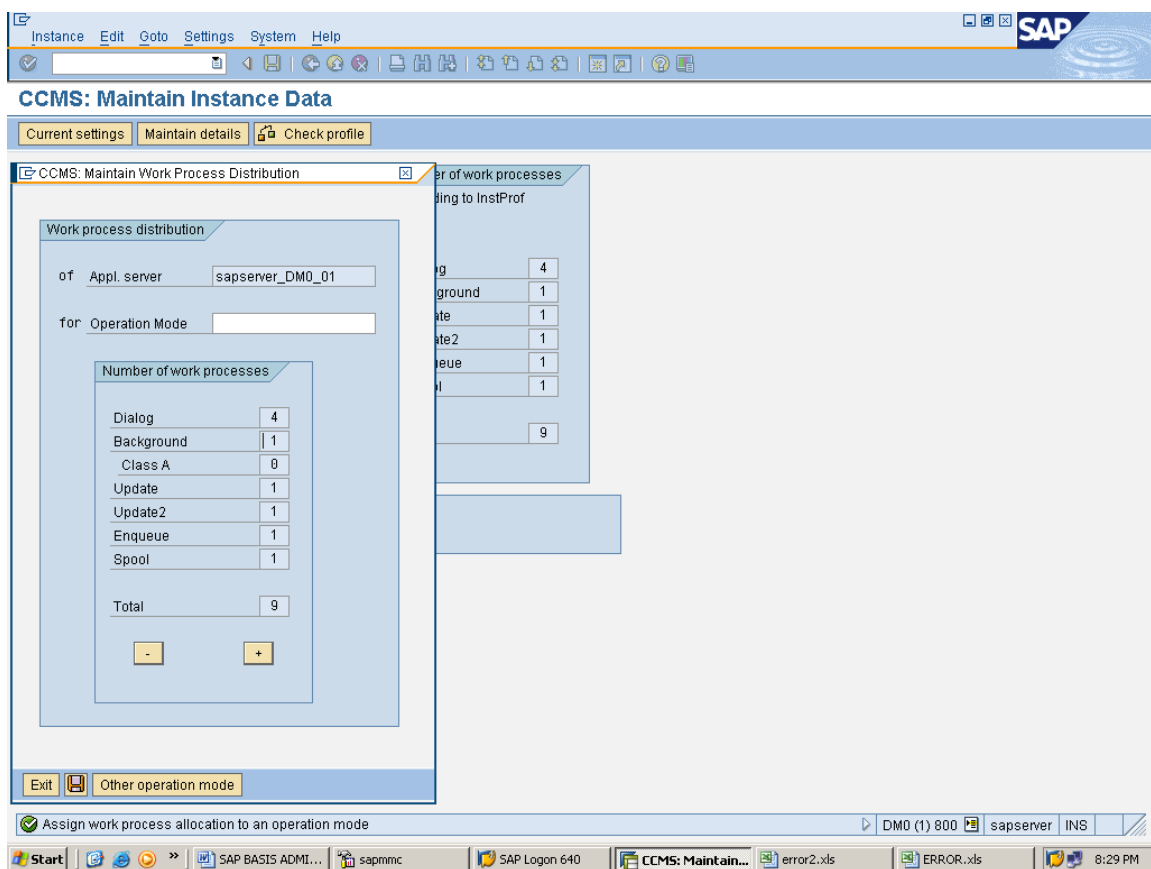 Instance Edit Goto Settings System Help
SAP
CCMS: Maintain Instance Data
Current settings Maintain details Check profile
CCMS: Maintain Work Process Distribution
er of work processes
ding to InstProf
Work process distribution
of Appl. server sapserver_DM0_01
for Operation Mode
Number of work processes
Dialog 4
Background 1
Class A 0
Update 1
Update2 1
Enqueue 1
Spool 1
Total 9
- +
g 4
ground 1
ate 1
ate2 1
ueue 1
l 1
9
Exit Other operation mode
Assign work process allocation to an operation mode
DM0 (1) 800 sapserver INS
Start » SAP BASIS ADMI... sapmmc SAP Logon 640 CCMS: Maintain... error2.xls ERROR.xls 8:29 PM